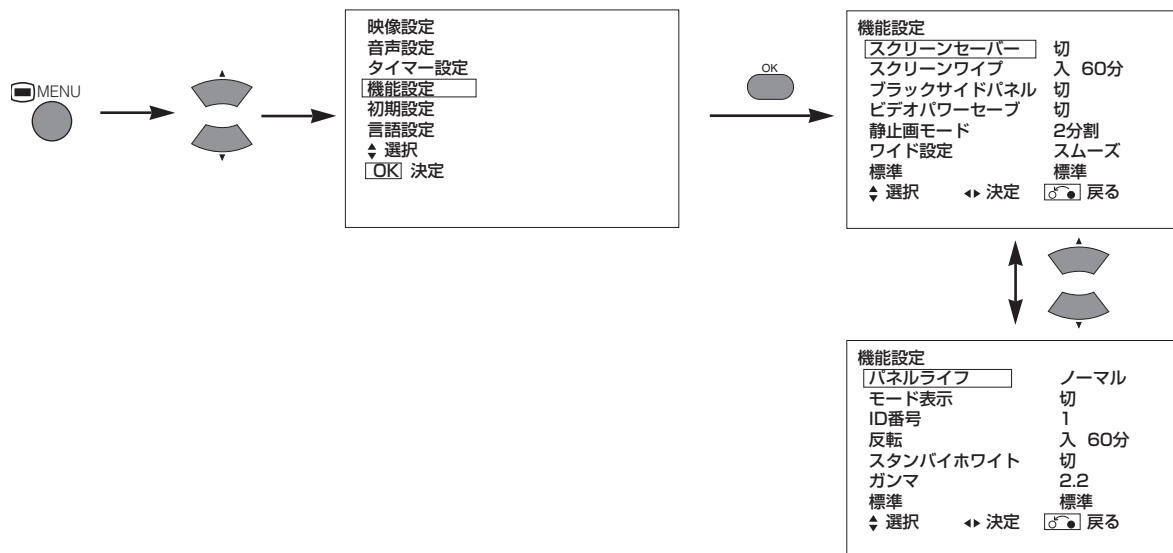 MENU
映像設定
音声設定
タイマー設定
機能設定
初期設定
言語設定
選択
OK 決定
OK
機能設定
スクリーンセーバー 切
スクリーンワイプ 入 60分
ブラックサイドパネル 切
ビデオパワーセーブ 切
静止画モード 2分割
ワイド設定 スムーズ
標準 標準
選択 決定 戻る
機能設定
パネルライフ ノーマル
モード表示 切
ID番号 1
反転 入 60分
スタンバイホワイト 切
ガンマ 2.2
標準 標準
選択 決定 戻る